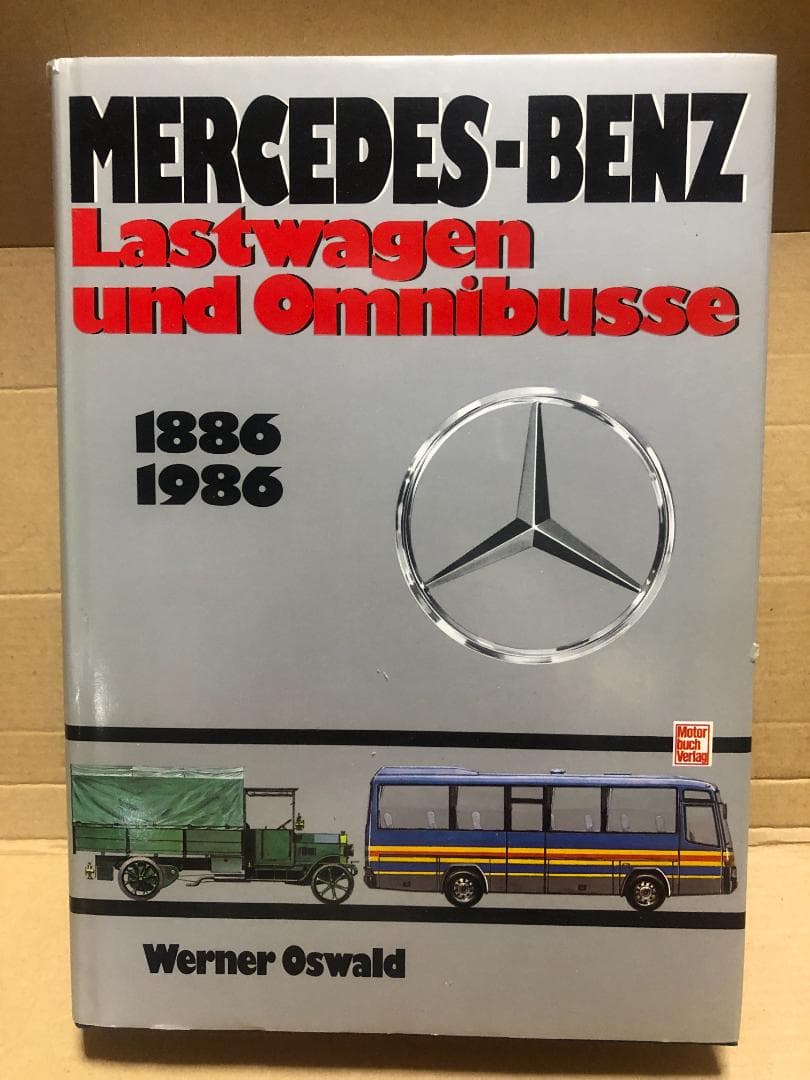 MERCEDES-BENZ
Lastwagen
und Omnibusse
1886
1986
Motor
buch
Verlag
Werner Oswald